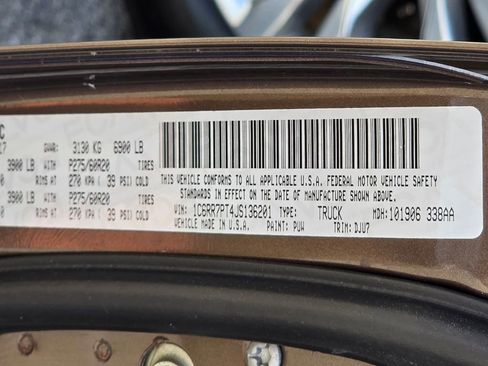 C
17 GVWR: 3130 KG 6900 LB
3900 LB WITH P275/60R20 TIRES
0 RIMS AT 270 KPA ( 39 PSI) COLD
3900 LB WITH P275/60R20 TIRES
0 RIMS AT 270 KPA ( 39 PSI) COLD
THIS VEHICLE CONFORMS TO ALL APPLICABLE U.S.A. FEDERAL MOTOR VEHICLE SAFETY
STANDARDS IN EFFECT ON THE DATE OF MANUFACTURE SHOWN ABOVE.
VIN: 1C6RR7PT4JS136201 TYPE: TRUCK MDH: 101906 338AA
VEHICLE MADE IN U.S.A. PAINT: PUW TRIM: DJU7